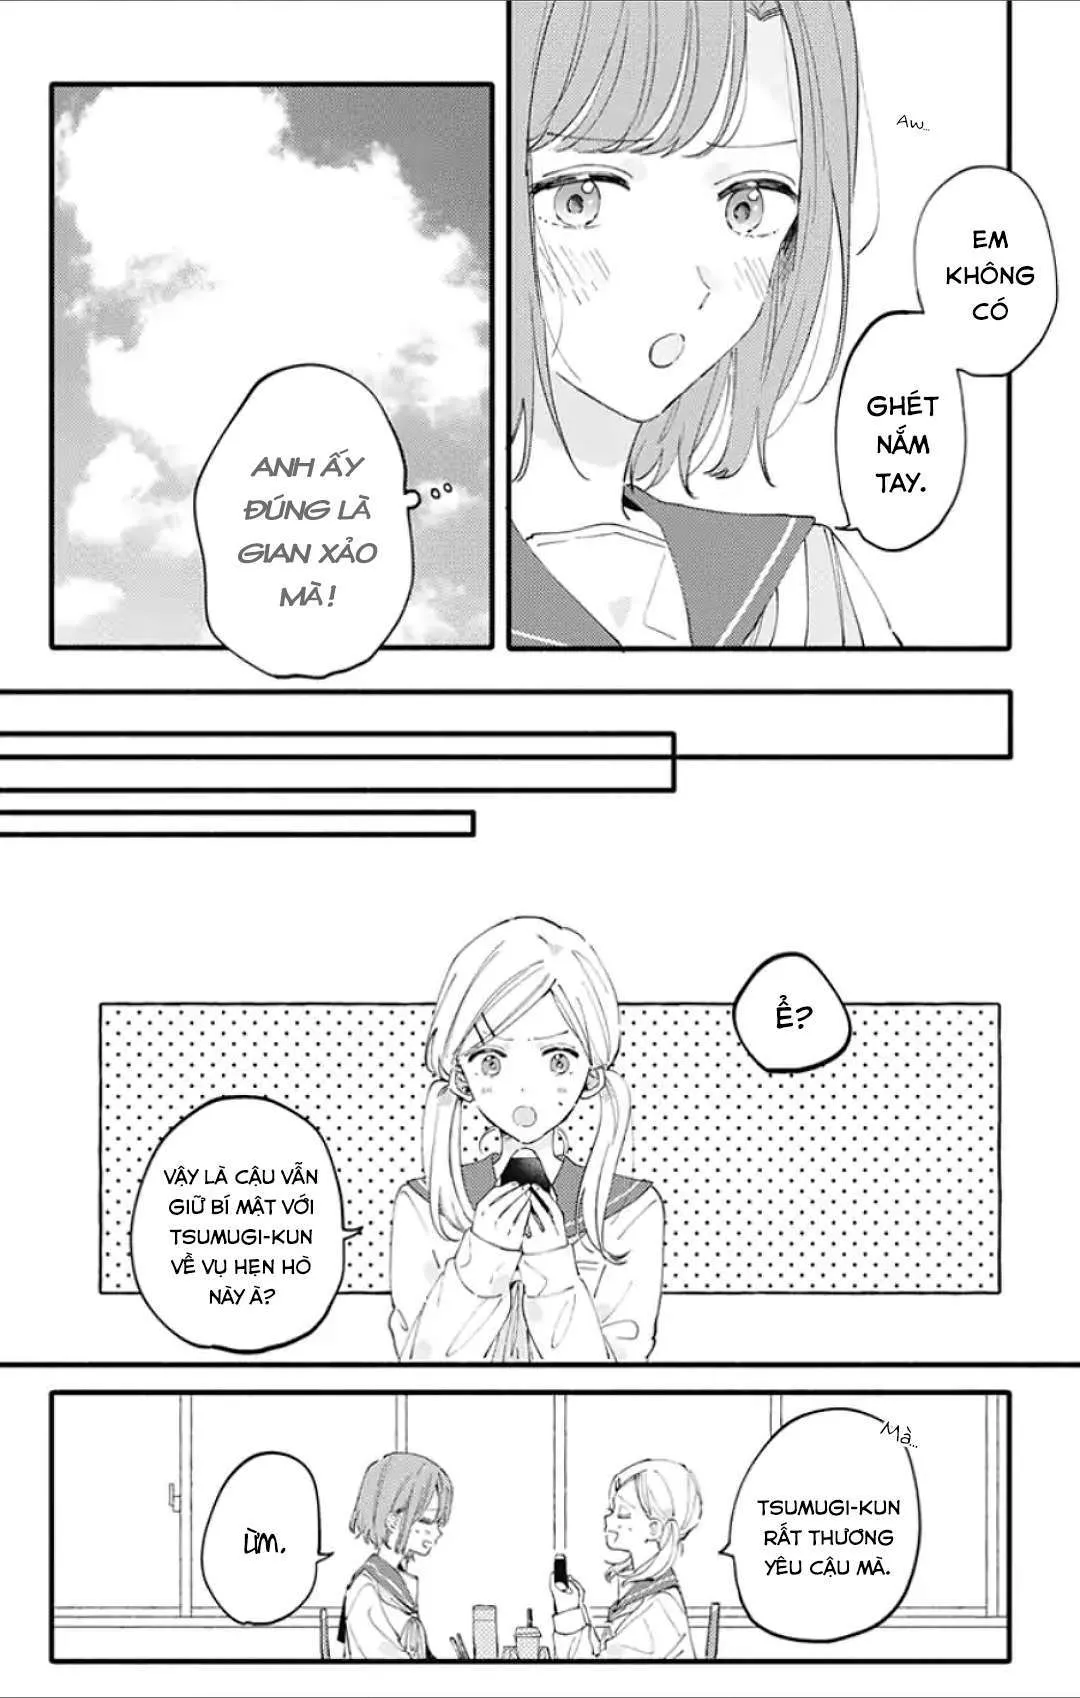 Aw...
EM
KHÔNG
CÓ
GHÉT
NẮM
TAY.
ANH ẤY
ĐÚNG LÀ
GIAN XẢO
MÀ!
Ể?
VẬY LÀ CẬU VẪN
GIỮ BÍ MẬT VỚI
TSUMUGI-KUN
VỀ VỤ HẸN HÒ
NÀY À?
Mà...
TSUMUGI-KUN
RẤT THƯƠNG
YÊU CẬU MÀ.
ỪM.